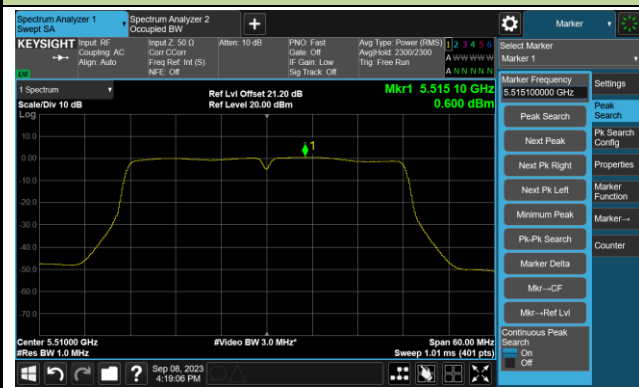 Spectrum Analyzer 1
Swept SA
Spectrum Analyzer 2
Occupied BW
Marker
KEYSIGHT
Input: RF
Coupling: AC
Align: Auto
Input Z: 50 Ω
Corr CCorr
Freq Ref: Int (S)
NFE: Off
Atten: 10 dB
PNO: Fast
Gate: Off
IF Gain: Low
Sig Track: Off
Avg Type: Power (RMS)
Avg|Hold: 2300/2300
Trig: Free Run
1 2 3 4 5 6
A W W W W W
A N N N N N
Select Marker
Marker 1
1 Spectrum
Scale/Div 10 dB
Log
Ref Lvl Offset 21.20 dB
Ref Level 20.00 dBm
Mkr1 5.515 10 GHz
0.600 dBm
1
10.0
0.00
-10.0
-20.0
-30.0
-40.0
-50.0
-60.0
-70.0
Center 5.51000 GHz
#Res BW 1.0 MHz
#Video BW 3.0 MHz*
Span 60.00 MHz
Sweep 1.01 ms (401 pts)
Marker Frequency
5.515100000 GHz
Peak Search
Next Peak
Next Pk Right
Next Pk Left
Minimum Peak
Pk-Pk Search
Marker Delta
Mkr→CF
Mkr→Ref Lvl
Continuous Peak
Search
On
Off
Settings
Peak
Search
Pk Search
Config
Properties
Marker
Function
Marker→
Counter
?
Sep 08, 2023
4:19:06 PM